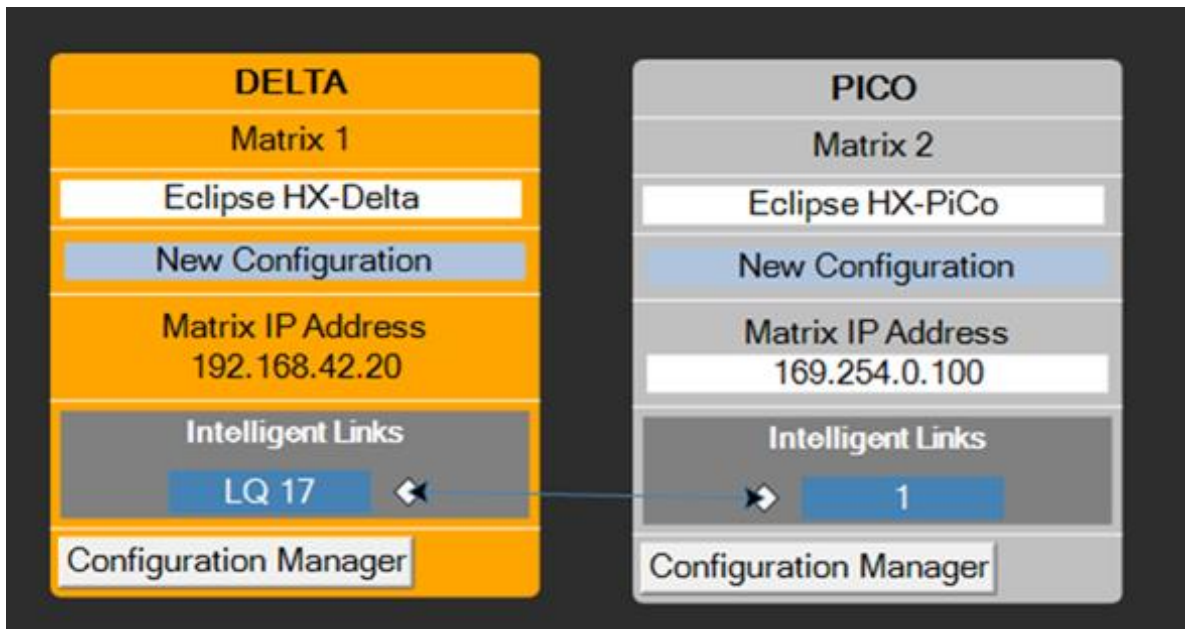 DELTA
Matrix 1
Eclipse HX-Delta
New Configuration
Matrix IP Address
192.168.42.20
Intelligent Links
LQ 17
Configuration Manager
PICO
Matrix 2
Eclipse HX-PiCo
New Configuration
Matrix IP Address
169.254.0.100
Intelligent Links
1
Configuration Manager